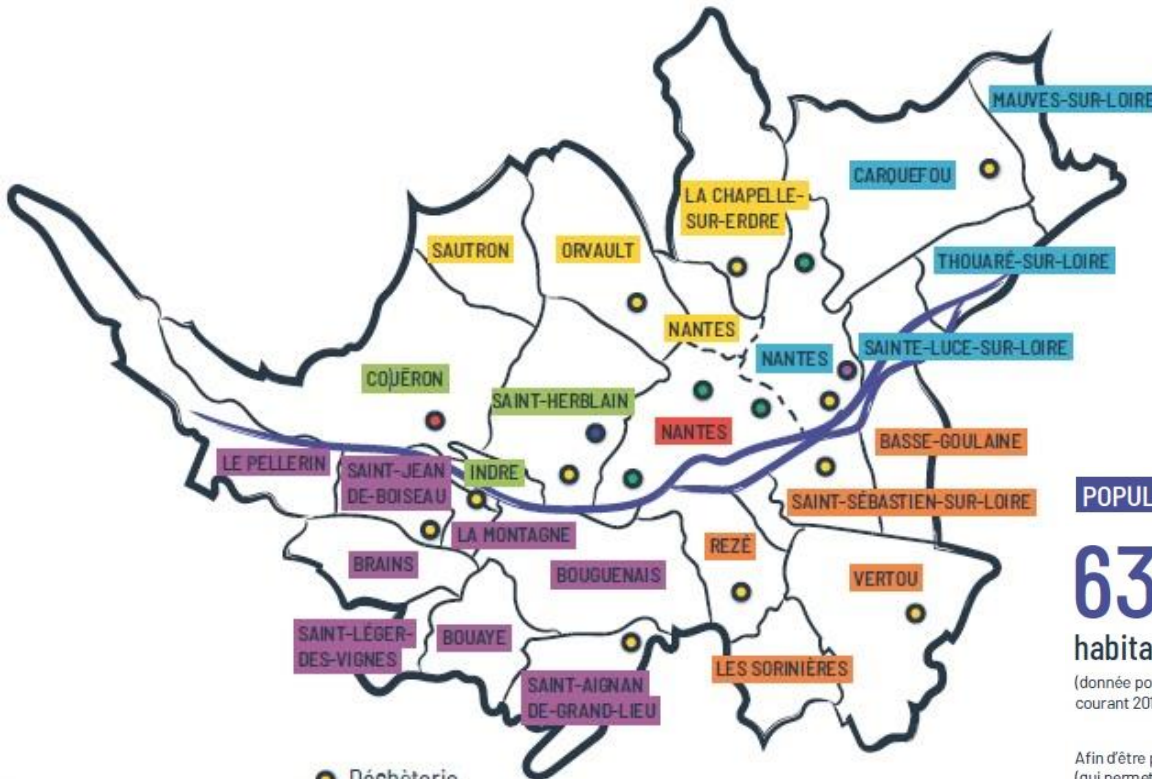 MAUVES-SUR-LOIRE
CARQUEFOU
LA CHAPELLE-
SUR-ERDRE
SAUTRON
ORVAULT
THOUARÉ-SUR-LOIRE
NANTES
NANTES
SAINTE-LUCE-SUR-LOIRE
COUËRON
SAINT-HERBLAIN
NANTES
BASSE-GOULAINE
LE PELLERIN
SAINT-JEAN
DE-BOISEAU
INDRE
SAINT-SÉBASTIEN-SUR-LOIRE
LA MONTAGNE
REZÉ
BRAINS
BOUGUENAIS
VERTOU
SAINT-LÉGER-
DES-VIGNES
BOUAYE
LES SORINIÈRES
SAINT-AIGNAN
DE-GRAND-LIEU
Déchèterie
POPUL
63
habita
(donnée po
courant 201
Afin d'être p
(qui permet